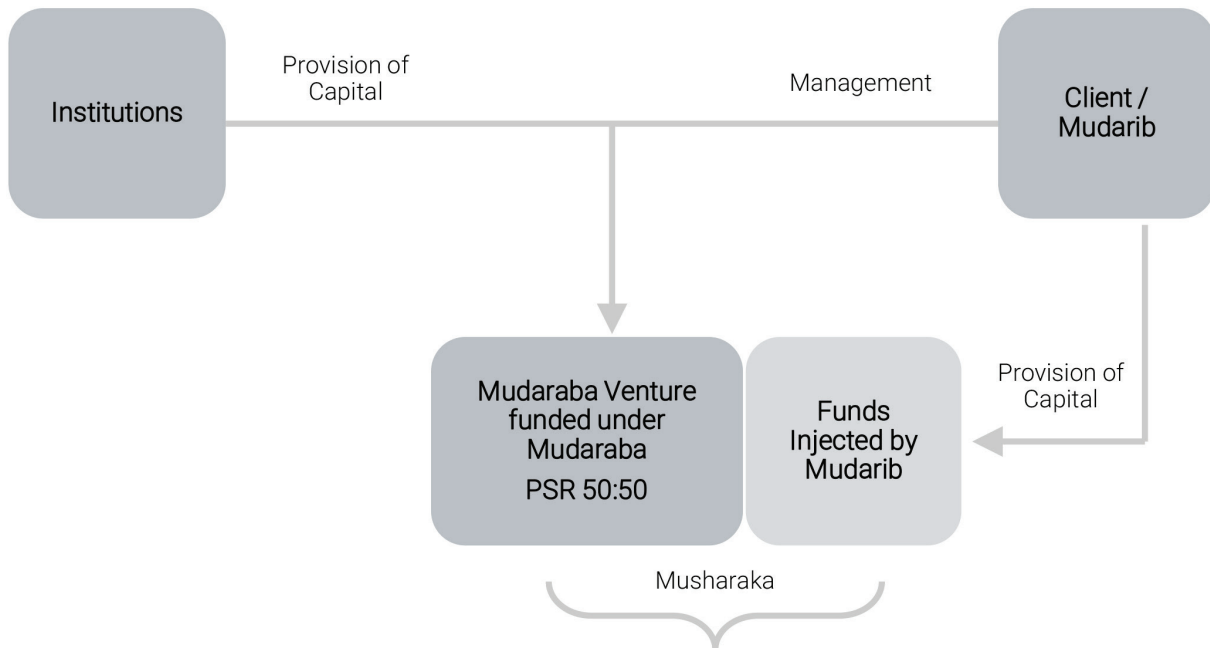 Institutions
Provision of
Capital
Management
Client /
Mudarib
Mudaraba Venture
funded under
Mudaraba
PSR 50:50
Funds
Injected by
Mudarib
Provision of
Capital
Musharaka